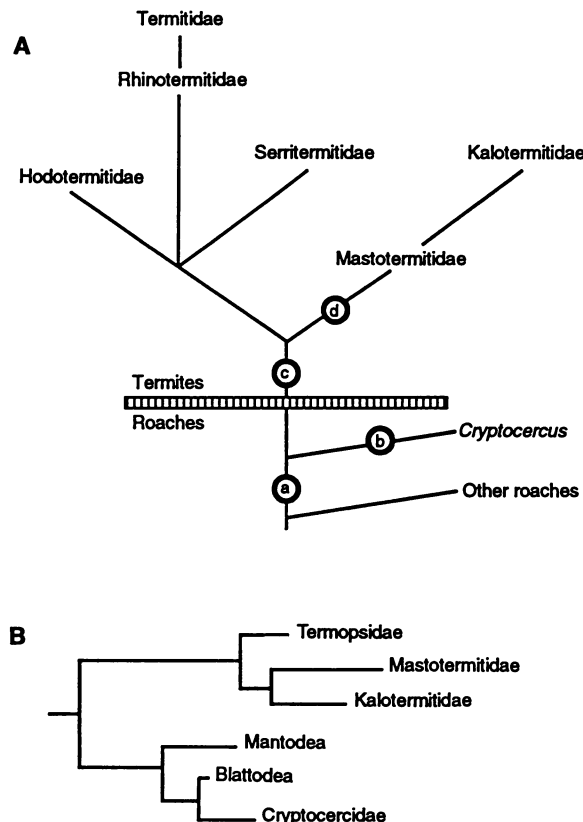 A
Termitidae
Rhinotermitidae
Hodotermitidae
Serritermitidae
Kalotermitidae
Mastotermitidae
d
c
Termites
Roaches
b
Cryptocercus
a
Other roaches
B
Termopsidae
Mastotermitidae
Kalotermitidae
Mantodea
Blattodea
Cryptocercidae